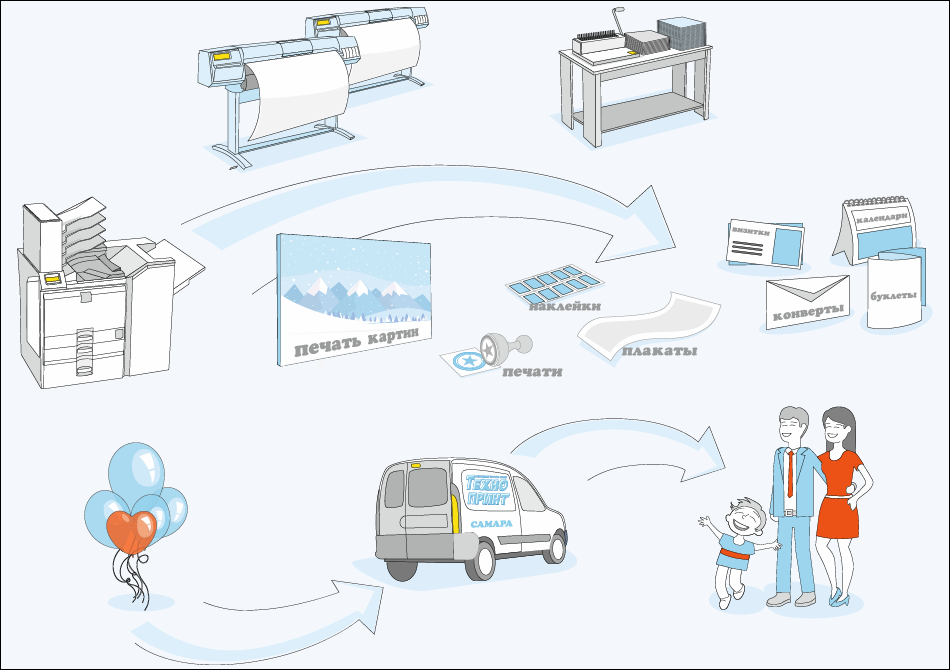 визитки
календари
печать картин
наклейки
плакаты
печати
конверты
буклеты
ТЕХНО
ПРИНТ
САМАРА